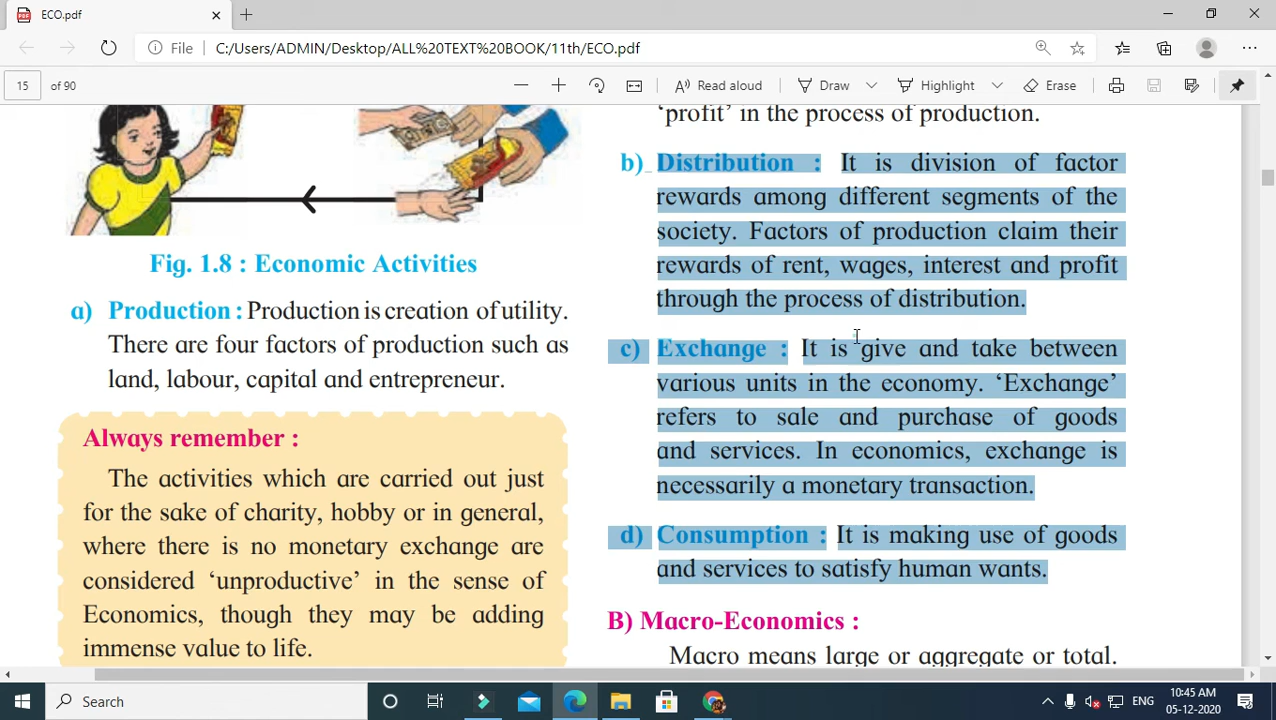 ECO.pdf
File
C:/Users/ADMIN/Desktop/ALL%20TEXT%20BOOK/11th/ECO.pdf
15 of 90
Read aloud
Draw
Highlight
Erase
Fig. 1.8 : Economic Activities
a) Production : Production is creation of utility.
There are four factors of production such as
land, labour, capital and entrepreneur.
Always remember :
The activities which are carried out just
for the sake of charity, hobby or in general,
where there is no monetary exchange are
considered ‘unproductive’ in the sense of
Economics, though they may be adding
immense value to life.
‘profit’ in the process of production.
b) Distribution : It is division of factor
rewards among different segments of the
society. Factors of production claim their
rewards of rent, wages, interest and profit
through the process of distribution.
c) Exchange : It is give and take between
various units in the economy. ‘Exchange’
refers to sale and purchase of goods
and services. In economics, exchange is
necessarily a monetary transaction.
d) Consumption : It is making use of goods
and services to satisfy human wants.
B) Macro-Economics :
Macro means large or aggregate or total.
Search
ENG
10:45 AM
05-12-2020